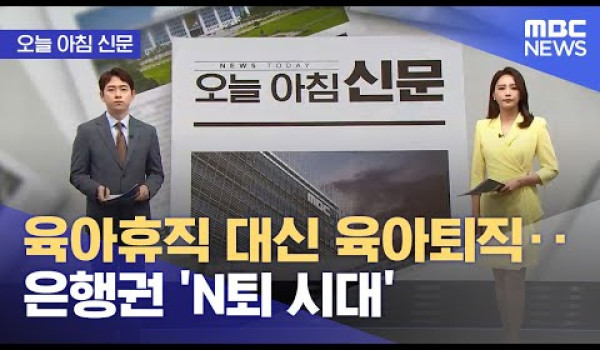 오늘 아침 신문
MBC
NEWS
NEWS TODAY
오늘 아침 신문
MBC
육아휴직 대신 육아퇴직··
은행권 'N퇴 시대'